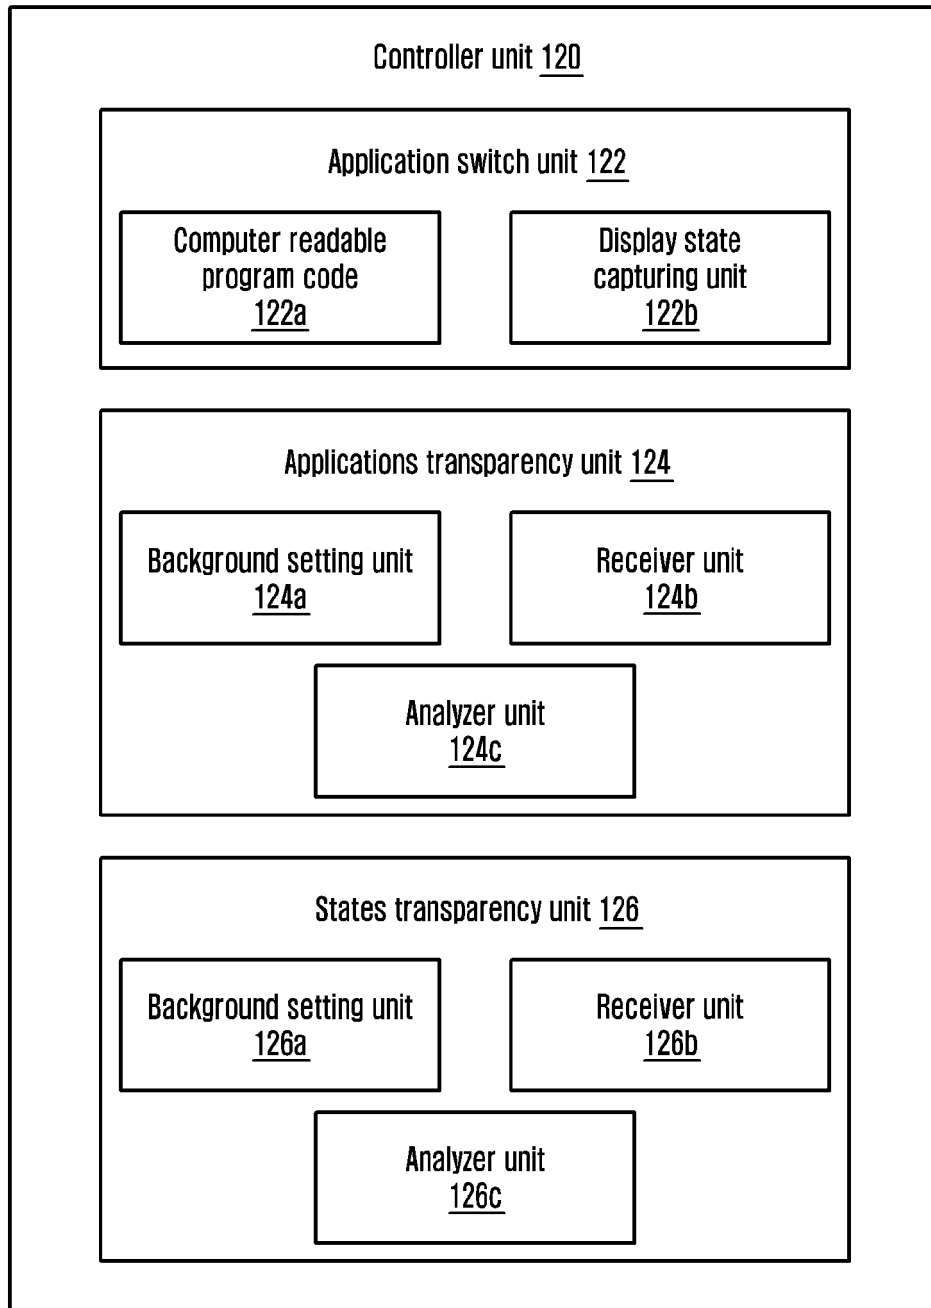 Controller unit 120
Application switch unit 122
Computer readable
program code
122a
Display state
capturing unit
122b
Applications transparency unit 124
Background setting unit
124a
Receiver unit
124b
Analyzer unit
124c
States transparency unit 126
Background setting unit
126a
Receiver unit
126b
Analyzer unit
126c